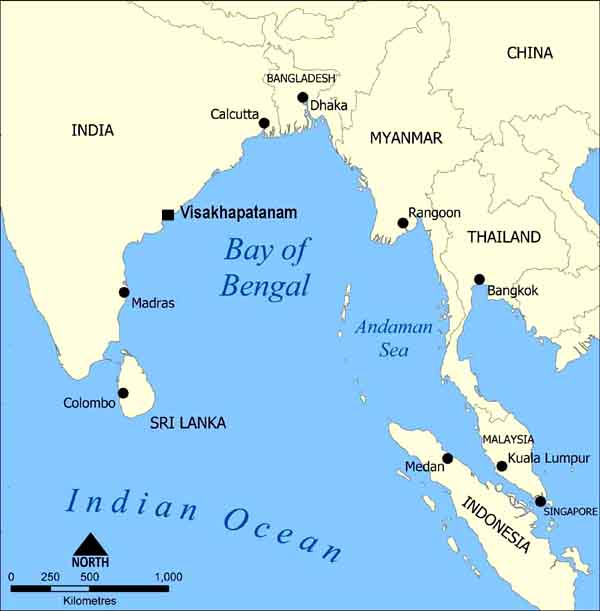 CHINA
BANGLADESH
Dhaka
Calcutta
INDIA
MYANMAR
Visakhapatanam
Rangoon
THAILAND
Bay of
Bengal
Bangkok
Madras
Andaman
Sea
Colombo
SRI LANKA
MALAYSIA
Kuala Lumpur
Medan
SINGAPORE
INDONESIA
Indian Ocean
NORTH
0 250 500 1,000
Kilometres